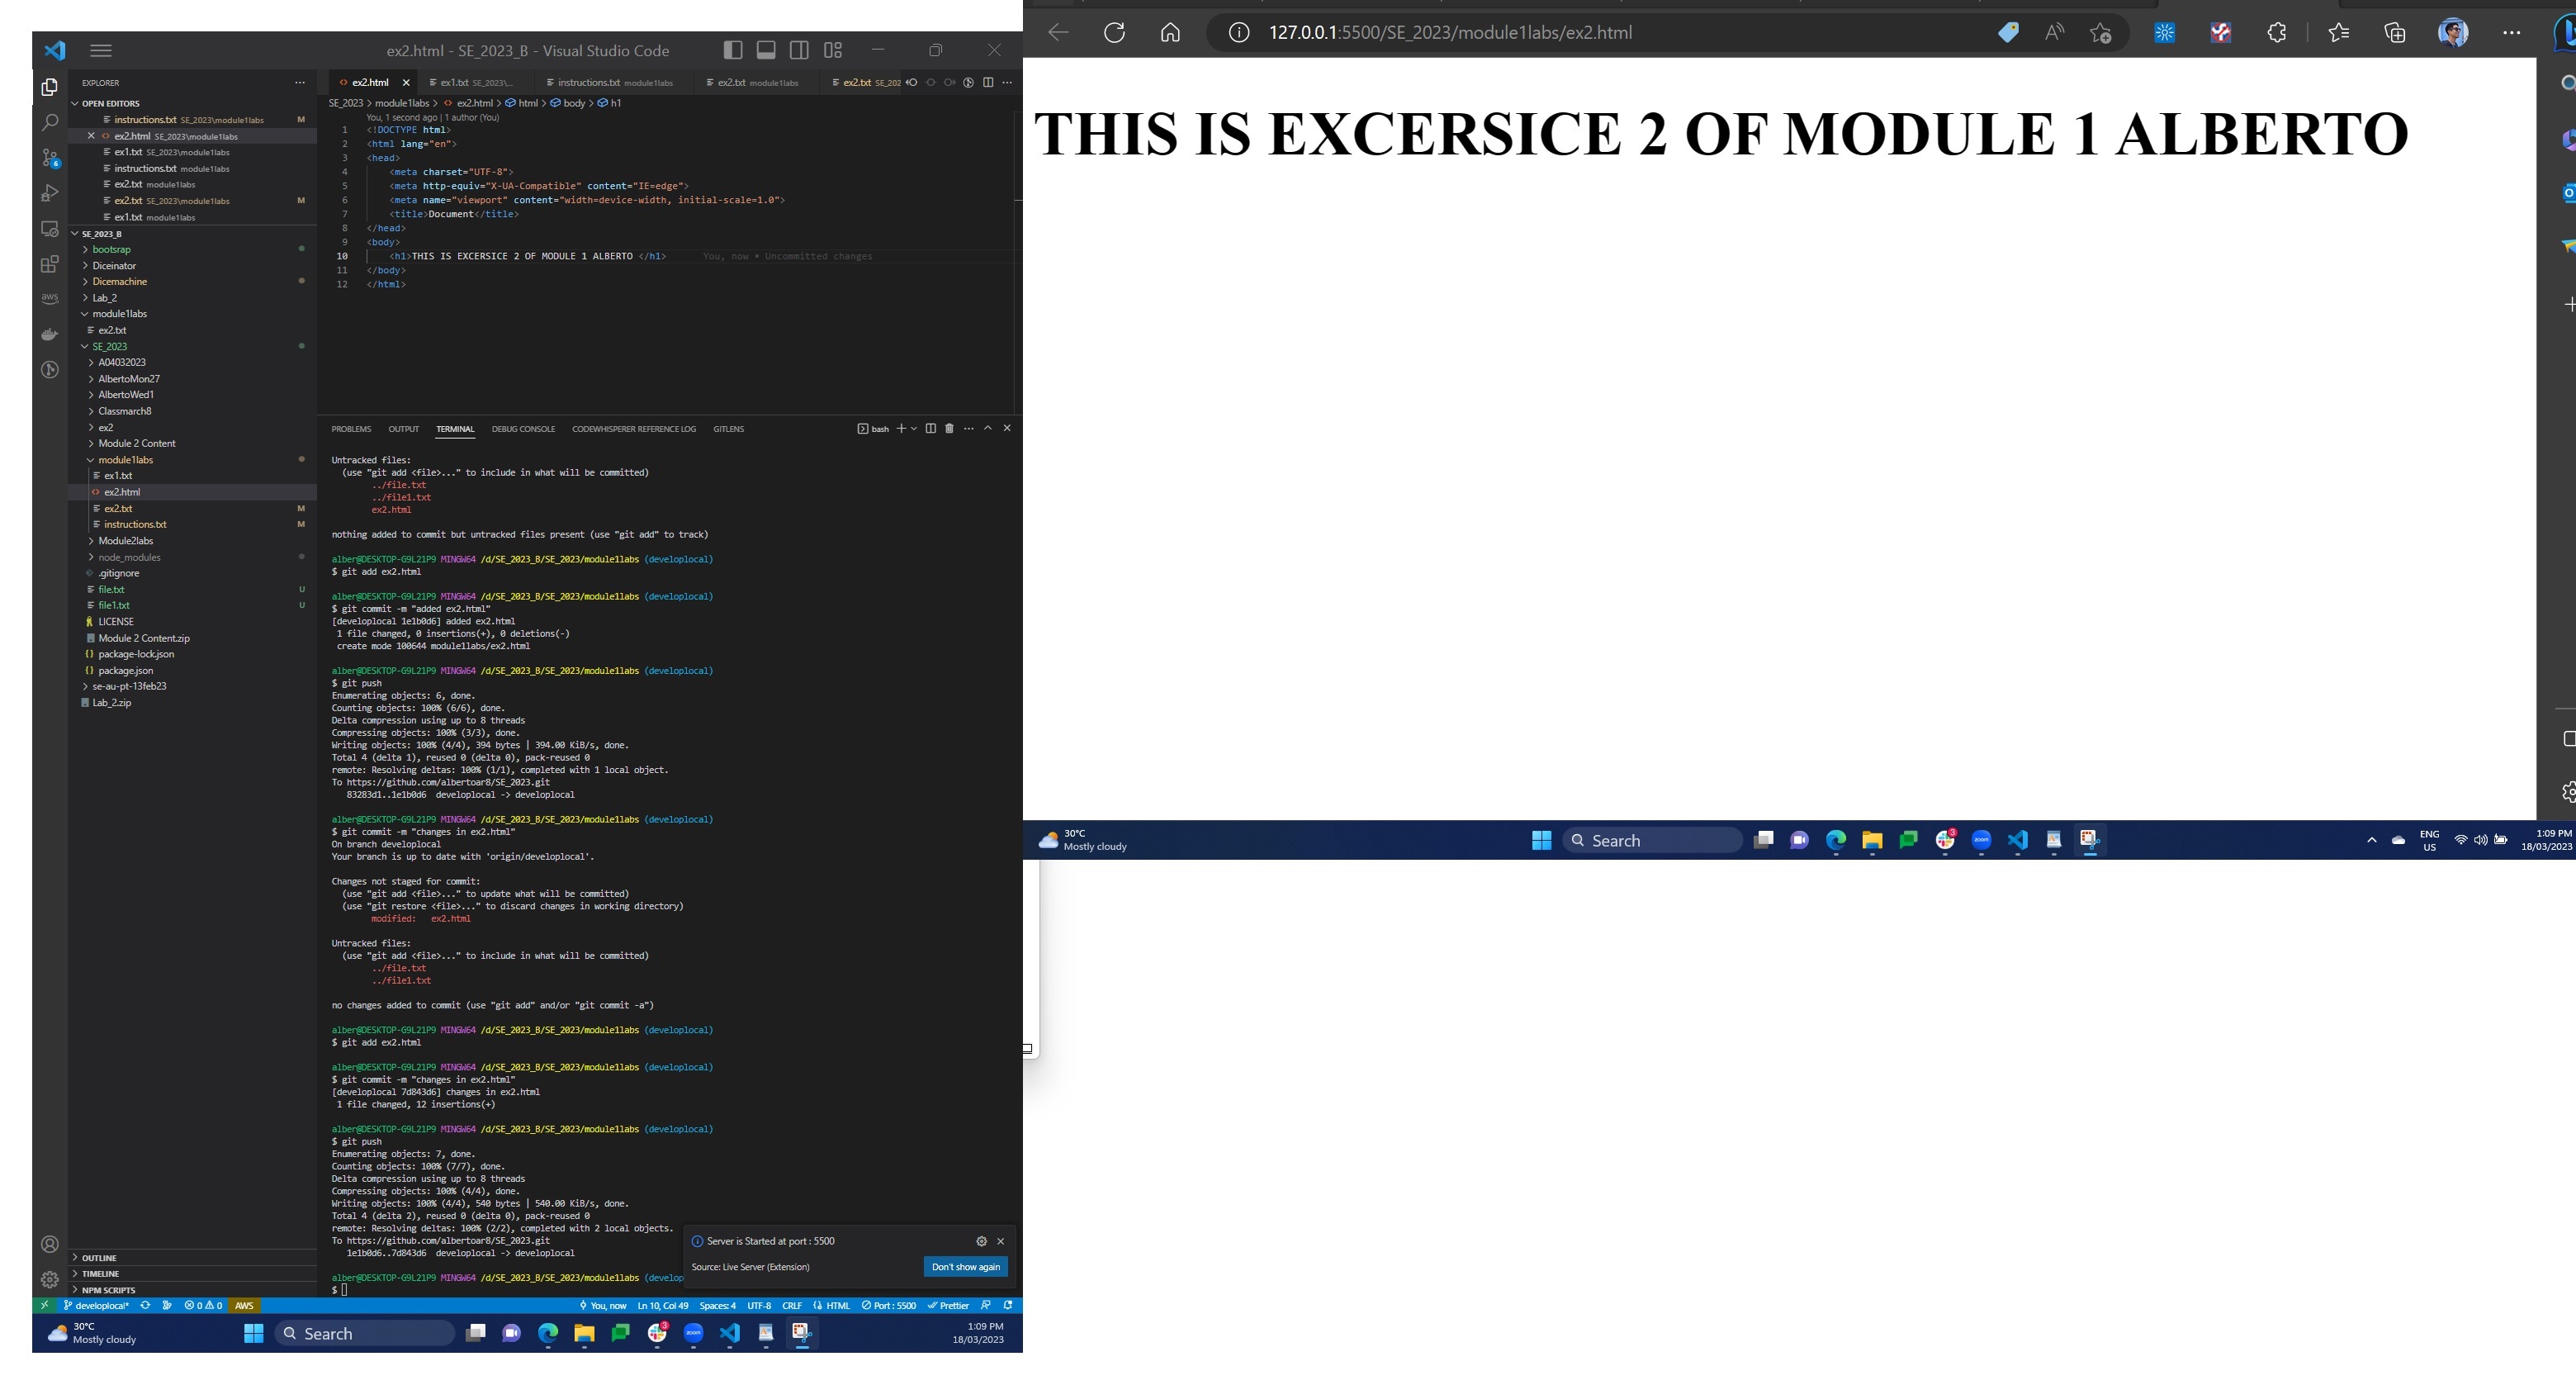 ex2.html - SE_2023_B - Visual Studio Code
EXPLORER
OPEN EDITORS
instructions.txt SE_2023\module1labs M
ex2.html SE_2023\module1labs
ex1.txt SE_2023\module1labs
instructions.txt module1labs
ex2.txt module1labs
ex2.txt SE_2023\module1labs M
ex1.txt module1labs
SE_2023_B
bootsrap
Diceinator
Dicemachine
Lab_2
module1labs
ex2.txt
SE_2023
A04032023
AlbertoMon27
AlbertoWed1
Classmarch8
ex2
Module 2 Content
module1labs
ex1.txt
ex2.html
ex2.txt M
instructions.txt M
Module2labs
node_modules
.gitignore
file.txt U
file1.txt U
LICENSE
Module 2 Content.zip
package-lock.json
package.json
se-au-pt-13feb23
Lab_2.zip
OUTLINE
TIMELINE
NPM SCRIPTS
6
aws
ex2.html ex1.txt SE_2023\... instructions.txt module1labs ex2.txt module1labs ex2.txt SE_202
SE_2023 > module1labs > ex2.html > html > body > h1
You, 1 second ago | 1 author (You)
1 <!DOCTYPE html>
2 <html lang="en">
3 <head>
4 <meta charset="UTF-8">
5 <meta http-equiv="X-UA-Compatible" content="IE=edge">
6 <meta name="viewport" content="width=device-width, initial-scale=1.0">
7 <title>Document</title>
8 </head>
9 <body>
10 <h1>THIS IS EXCERSICE 2 OF MODULE 1 ALBERTO </h1> You, now • Uncommitted changes
11 </body>
12 </html>
PROBLEMS OUTPUT TERMINAL DEBUG CONSOLE CODEWHISPERER REFERENCE LOG GITLENS bash
Untracked files:
(use "git add <file>..." to include in what will be committed)
../file.txt
../file1.txt
ex2.html
nothing added to commit but untracked files present (use "git add" to track)
alber@DESKTOP-G9L21P9 MINGW64 /d/SE_2023_B/SE_2023/module1labs (developlocal)
$ git add ex2.html
alber@DESKTOP-G9L21P9 MINGW64 /d/SE_2023_B/SE_2023/module1labs (developlocal)
$ git commit -m "added ex2.html"
[developlocal 1e1b0d6] added ex2.html
1 file changed, 0 insertions(+), 0 deletions(-)
create mode 100644 module1labs/ex2.html
alber@DESKTOP-G9L21P9 MINGW64 /d/SE_2023_B/SE_2023/module1labs (developlocal)
$ git push
Enumerating objects: 6, done.
Counting objects: 100% (6/6), done.
Delta compression using up to 8 threads
Compressing objects: 100% (3/3), done.
Writing objects: 100% (4/4), 394 bytes | 394.00 KiB/s, done.
Total 4 (delta 1), reused 0 (delta 0), pack-reused 0
remote: Resolving deltas: 100% (1/1), completed with 1 local object.
To https://github.com/albertoar8/SE_2023.git
83283d1..1e1b0d6 developlocal -> developlocal
alber@DESKTOP-G9L21P9 MINGW64 /d/SE_2023_B/SE_2023/module1labs (developlocal)
$ git commit -m "changes in ex2.html"
On branch developlocal
Your branch is up to date with 'origin/developlocal'.
Changes not staged for commit:
(use "git add <file>..." to update what will be committed)
(use "git restore <file>..." to discard changes in working directory)
modified: ex2.html
Untracked files:
(use "git add <file>..." to include in what will be committed)
../file.txt
../file1.txt
no changes added to commit (use "git add" and/or "git commit -a")
alber@DESKTOP-G9L21P9 MINGW64 /d/SE_2023_B/SE_2023/module1labs (developlocal)
$ git add ex2.html
alber@DESKTOP-G9L21P9 MINGW64 /d/SE_2023_B/SE_2023/module1labs (developlocal)
$ git commit -m "changes in ex2.html"
[developlocal 7d843d6] changes in ex2.html
1 file changed, 12 insertions(+)
alber@DESKTOP-G9L21P9 MINGW64 /d/SE_2023_B/SE_2023/module1labs (developlocal)
$ git push
Enumerating objects: 7, done.
Counting objects: 100% (7/7), done.
Delta compression using up to 8 threads
Compressing objects: 100% (4/4), done.
Writing objects: 100% (4/4), 540 bytes | 540.00 KiB/s, done.
Total 4 (delta 2), reused 0 (delta 0), pack-reused 0
remote: Resolving deltas: 100% (2/2), completed with 2 local objects.
To https://github.com/albertoar8/SE_2023.git
1e1b0d6..7d843d6 developlocal -> developlocal
alber@DESKTOP-G9L21P9 MINGW64 /d/SE_2023_B/SE_2023/module1labs (develop
$
Server is Started at port : 5500
Source: Live Server (Extension) Don't show again
developlocal* 0 0 AWS You, now Ln 10, Col 49 Spaces: 4 UTF-8 CRLF HTML Port : 5500 Prettier
30°C
Mostly cloudy
Search
3
zoom
1:09 PM
18/03/2023
127.0.0.1:5500/SE_2023/module1labs/ex2.html
THIS IS EXCERSICE 2 OF MODULE 1 ALBERTO
30°C
Mostly cloudy
Search
3
zoom
ENG
US
1:09 PM
18/03/2023